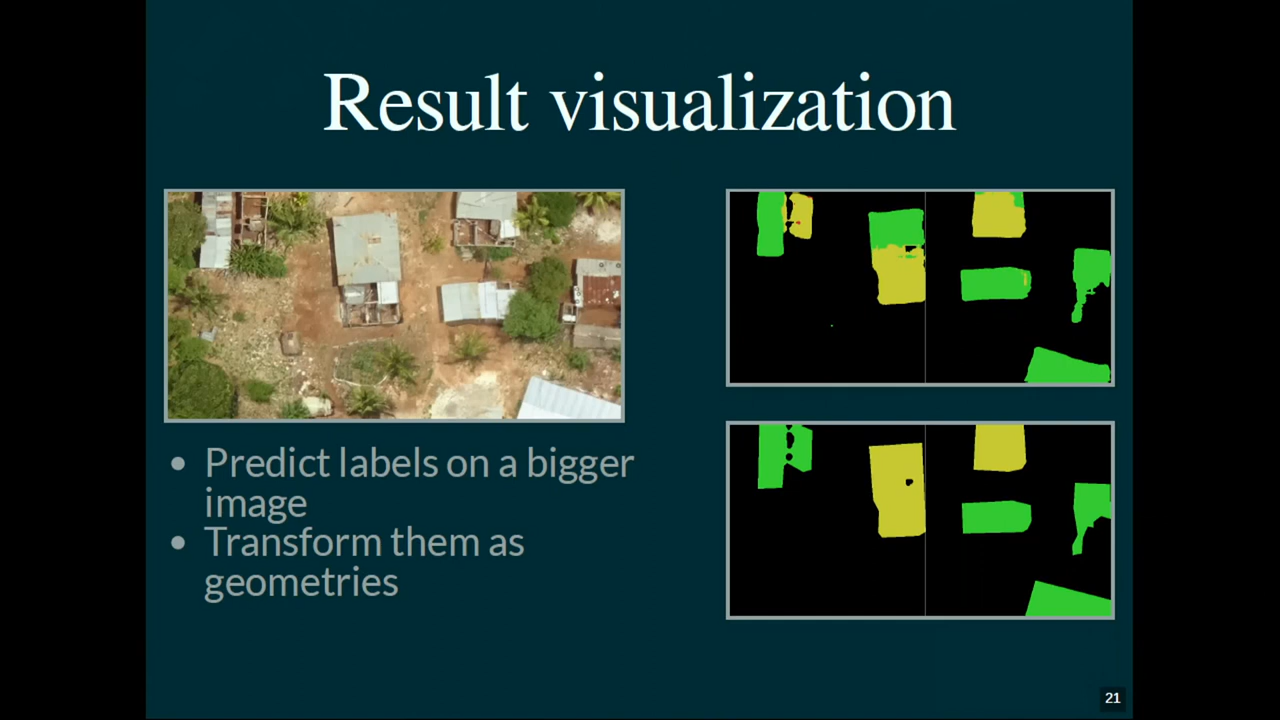 Result visualization
• Predict labels on a bigger
image
• Transform them as
geometries
21